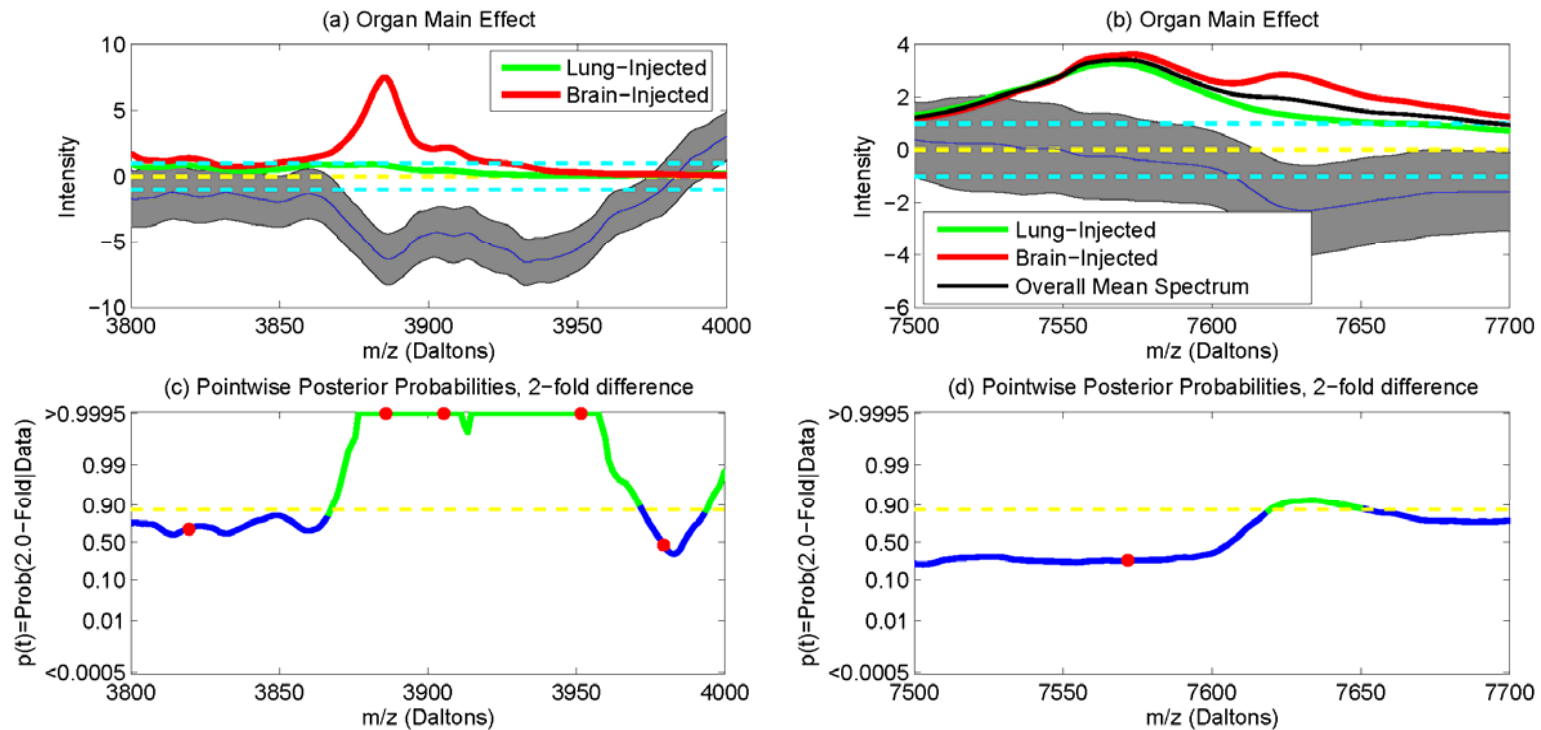 (a) Organ Main Effect
10
5
0
−5
−10
Intensity
Lung−Injected
Brain−Injected
3800
3850
3900
3950
4000
m/z (Daltons)
(b) Organ Main Effect
4
2
0
−2
−4
−6
Intensity
Lung−Injected
Brain−Injected
Overall Mean Spectrum
7500
7550
7600
7650
7700
m/z (Daltons)
(c) Pointwise Posterior Probabilities, 2−fold difference
>0.9995
0.99
0.90
0.50
0.10
0.01
<0.0005
p(t)=Prob(2.0−Fold|Data)
3800
3850
3900
3950
4000
m/z (Daltons)
(d) Pointwise Posterior Probabilities, 2−fold difference
>0.9995
0.99
0.90
0.50
0.10
0.01
<0.0005
p(t)=Prob(2.0−Fold|Data)
7500
7550
7600
7650
7700
m/z (Daltons)